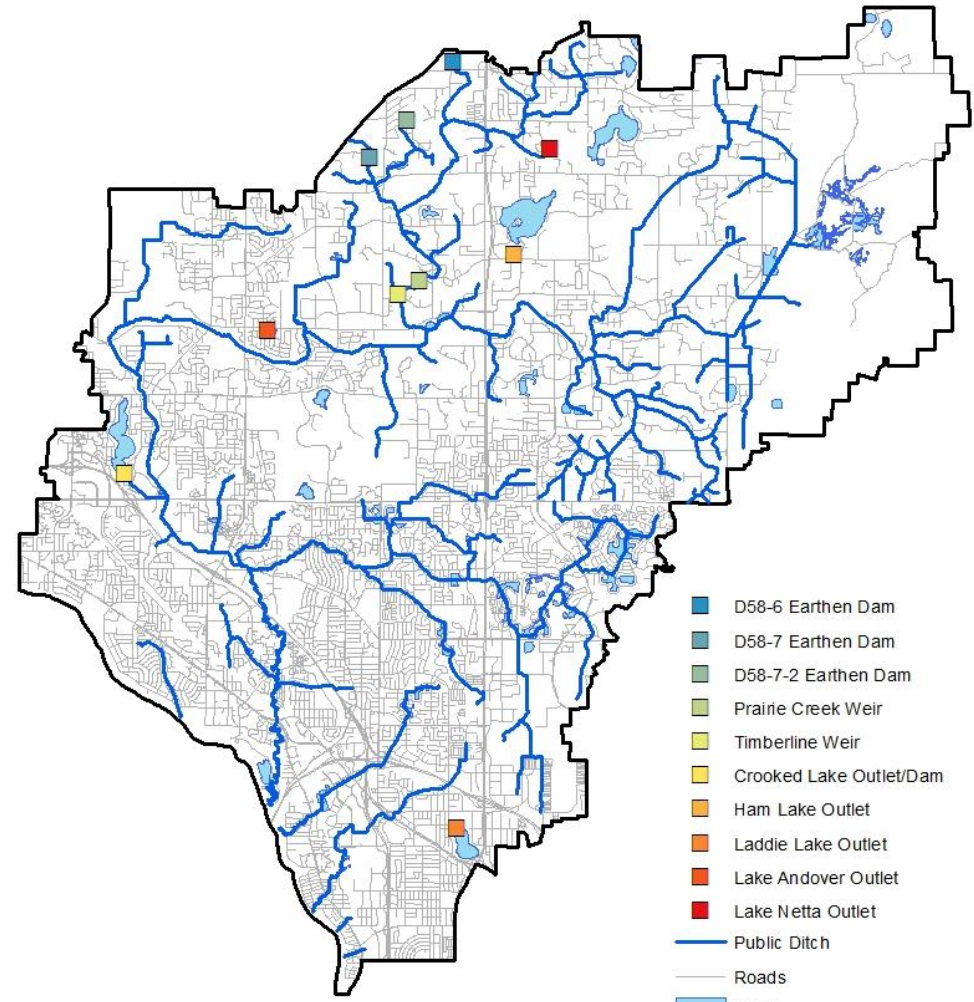 D58-6 Earthen Dam
D58-7 Earthen Dam
D58-7-2 Earthen Dam
Prairie Creek Weir
Timberline Weir
Crooked Lake Outlet/Dam
Ham Lake Outlet
Laddie Lake Outlet
Lake Andover Outlet
Lake Netta Outlet
Public Ditch
Roads